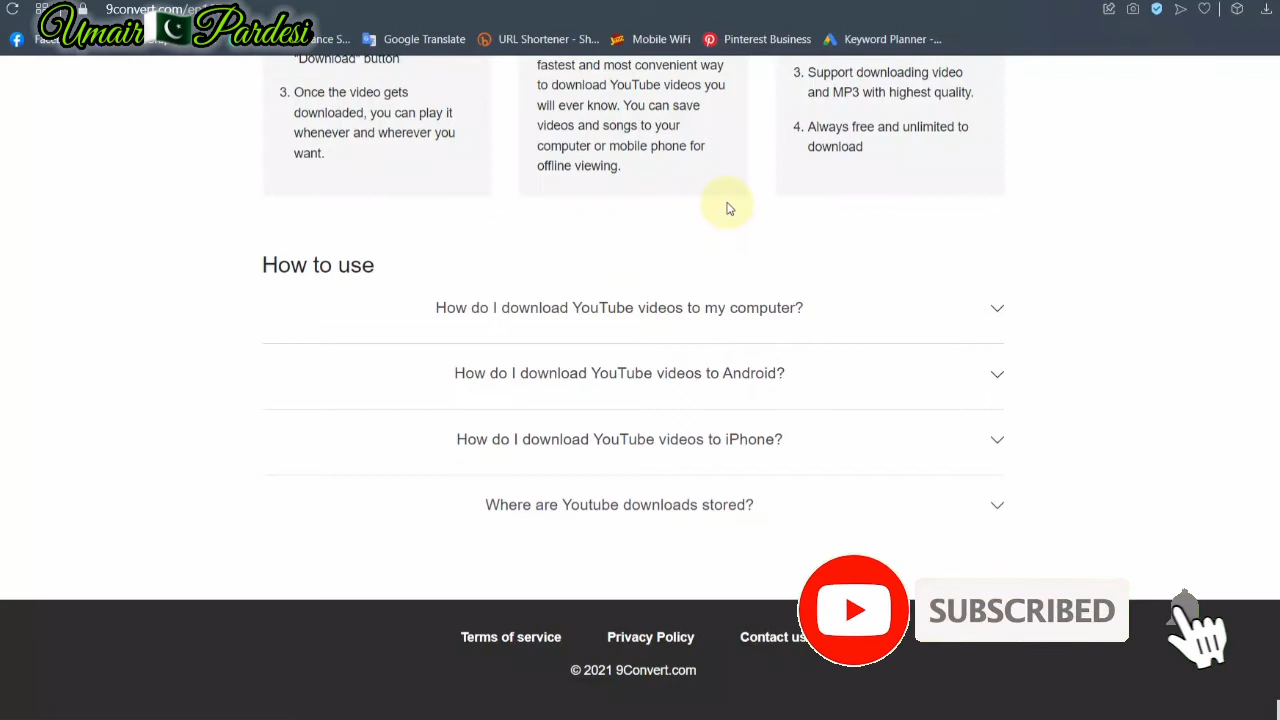 9convert.com/en1
Umair Pardesi
Google Translate
URL Shortener - Sh...
Mobile WiFi
Pinterest Business
Keyword Planner -...
"Download" button
3. Once the video gets
downloaded, you can play it
whenever and wherever you
want.
fastest and most convenient way
to download YouTube videos you
will ever know. You can save
videos and songs to your
computer or mobile phone for
offline viewing.
3. Support downloading video
and MP3 with highest quality.
4. Always free and unlimited to
download
How to use
How do I download YouTube videos to my computer?
How do I download YouTube videos to Android?
How do I download YouTube videos to iPhone?
Where are Youtube downloads stored?
SUBSCRIBED
Terms of service
Privacy Policy
Contact us
© 2021 9Convert.com